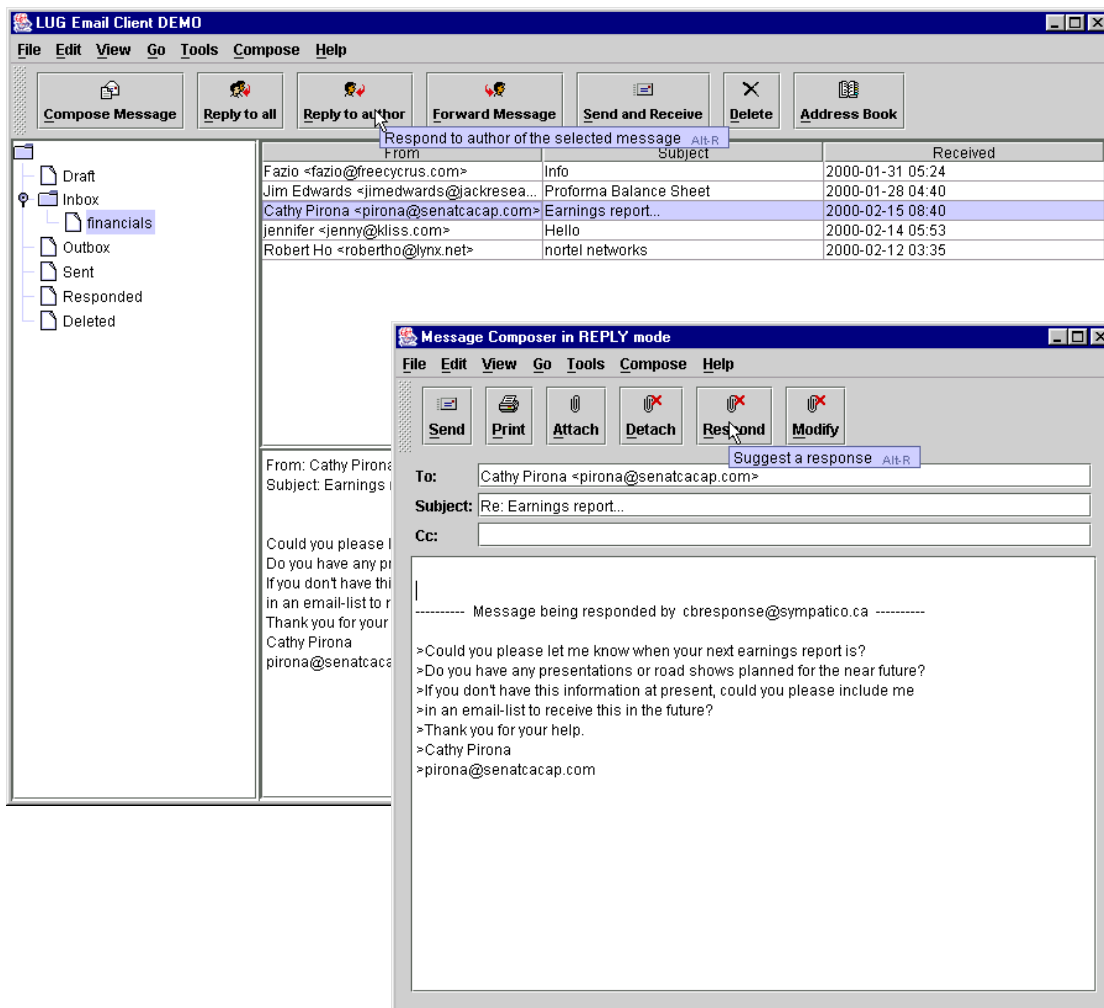 LUG Email Client DEMO
File Edit View Go Tools Compose Help
Compose Message Reply to all Reply to author Forward Message Send and Receive Delete Address Book
Respond to author of the selected message Alt-R
From Subject Received
Draft
Inbox
financials
Outbox
Sent
Responded
Deleted
Fazio <fazio@freecycrus.com> Info 2000-01-31 05:24
Jim Edwards <jimedwards@jackresea... Proforma Balance Sheet 2000-01-28 04:40
Cathy Pirona <pirona@senatcacap.com> Earnings report... 2000-02-15 08:40
jennifer <jenny@kliss.com> Hello 2000-02-14 05:53
Robert Ho <robertho@lynx.net> nortel networks 2000-02-12 03:35
From: Cathy Pirona
Subject: Earnings
Could you please
Do you have any
If you don't have
in an email-list to
Thank you for your
Cathy Pirona
pirona@senatcaca
Message Composer in REPLY mode
File Edit View Go Tools Compose Help
Send Print Attach Detach Respond Modify
Suggest a response Alt-R
To: Cathy Pirona <pirona@senatcacap.com>
Subject: Re: Earnings report...
Cc:
---------- Message being responded by cbresponse@sympatico.ca ----------
>Could you please let me know when your next earnings report is?
>Do you have any presentations or road shows planned for the near future?
>If you don't have this information at present, could you please include me
>in an email-list to receive this in the future?
>Thank you for your help.
>Cathy Pirona
>pirona@senatcacap.com